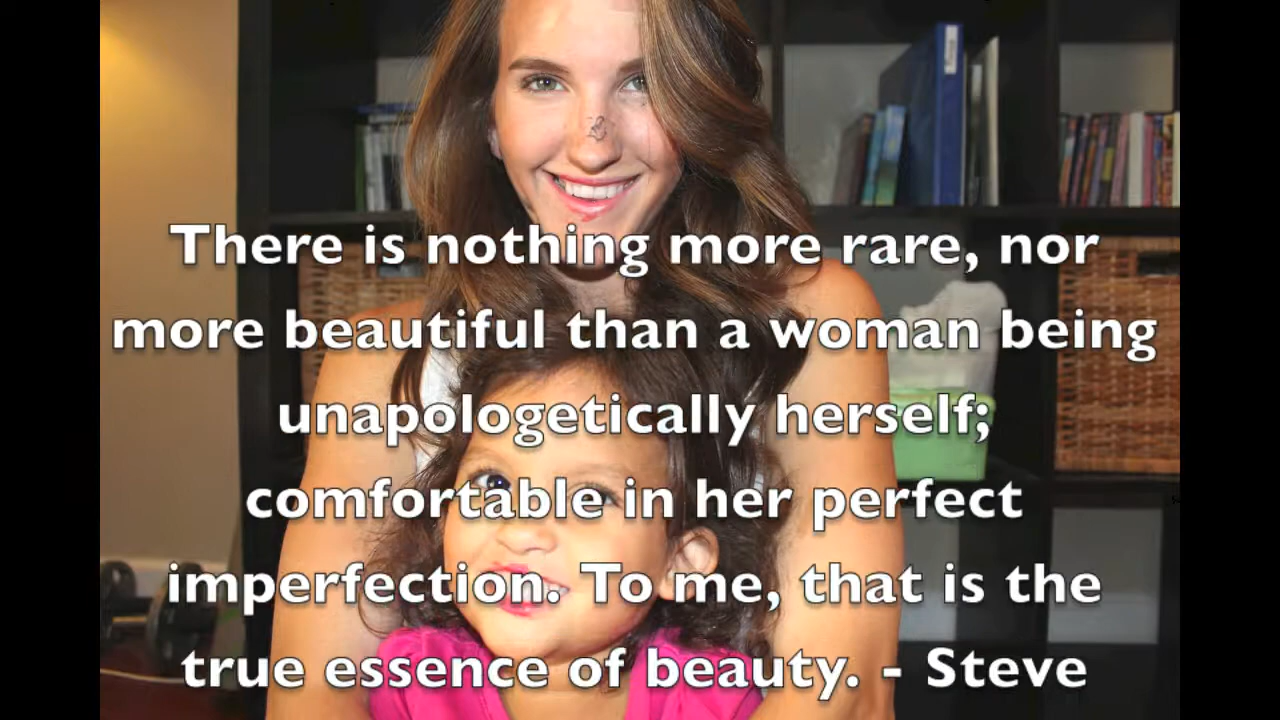 There is nothing more rare, nor
more beautiful than a woman being
unapologetically herself;
comfortable in her perfect
imperfection. To me, that is the
true essence of beauty. - Steve